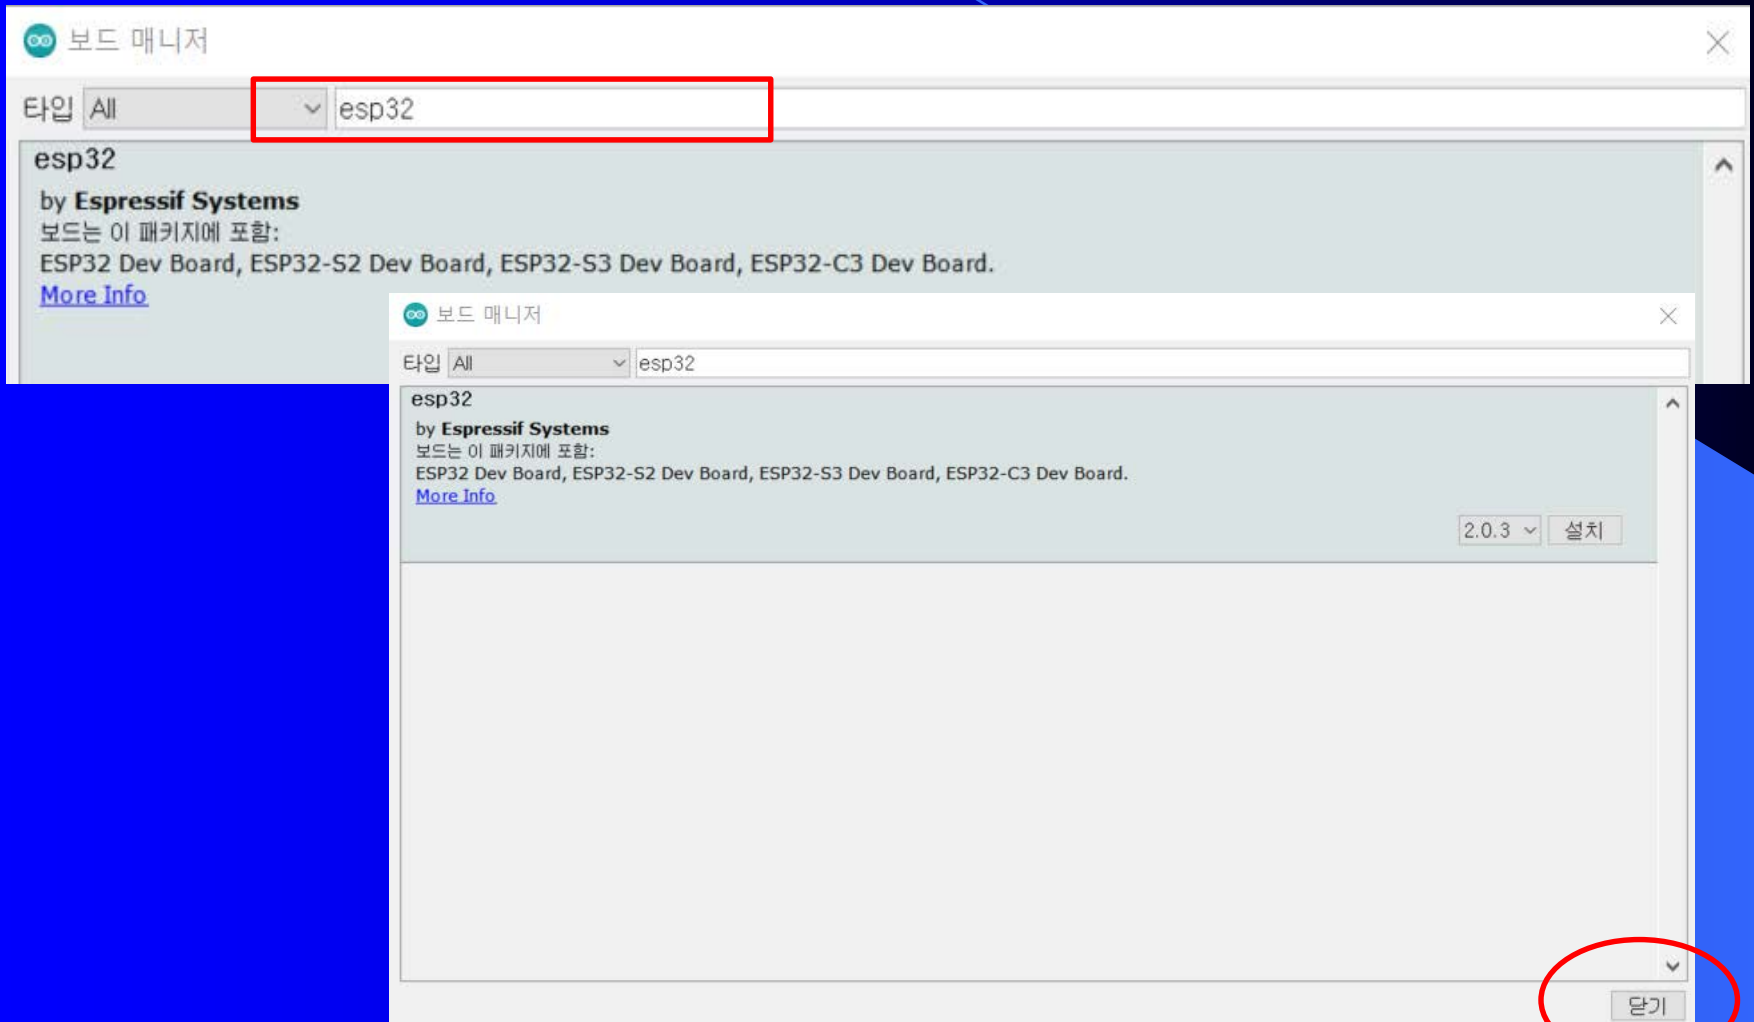 보드 매니저
타입 All esp32
esp32
by Espressif Systems
보드는 이 패키지에 포함:
ESP32 Dev Board, ESP32-S2 Dev Board, ESP32-S3 Dev Board, ESP32-C3 Dev Board.
More Info
보드 매니저
타입 All esp32
esp32
by Espressif Systems
보드는 이 패키지에 포함:
ESP32 Dev Board, ESP32-S2 Dev Board, ESP32-S3 Dev Board, ESP32-C3 Dev Board.
More Info
2.0.3 설치
닫기